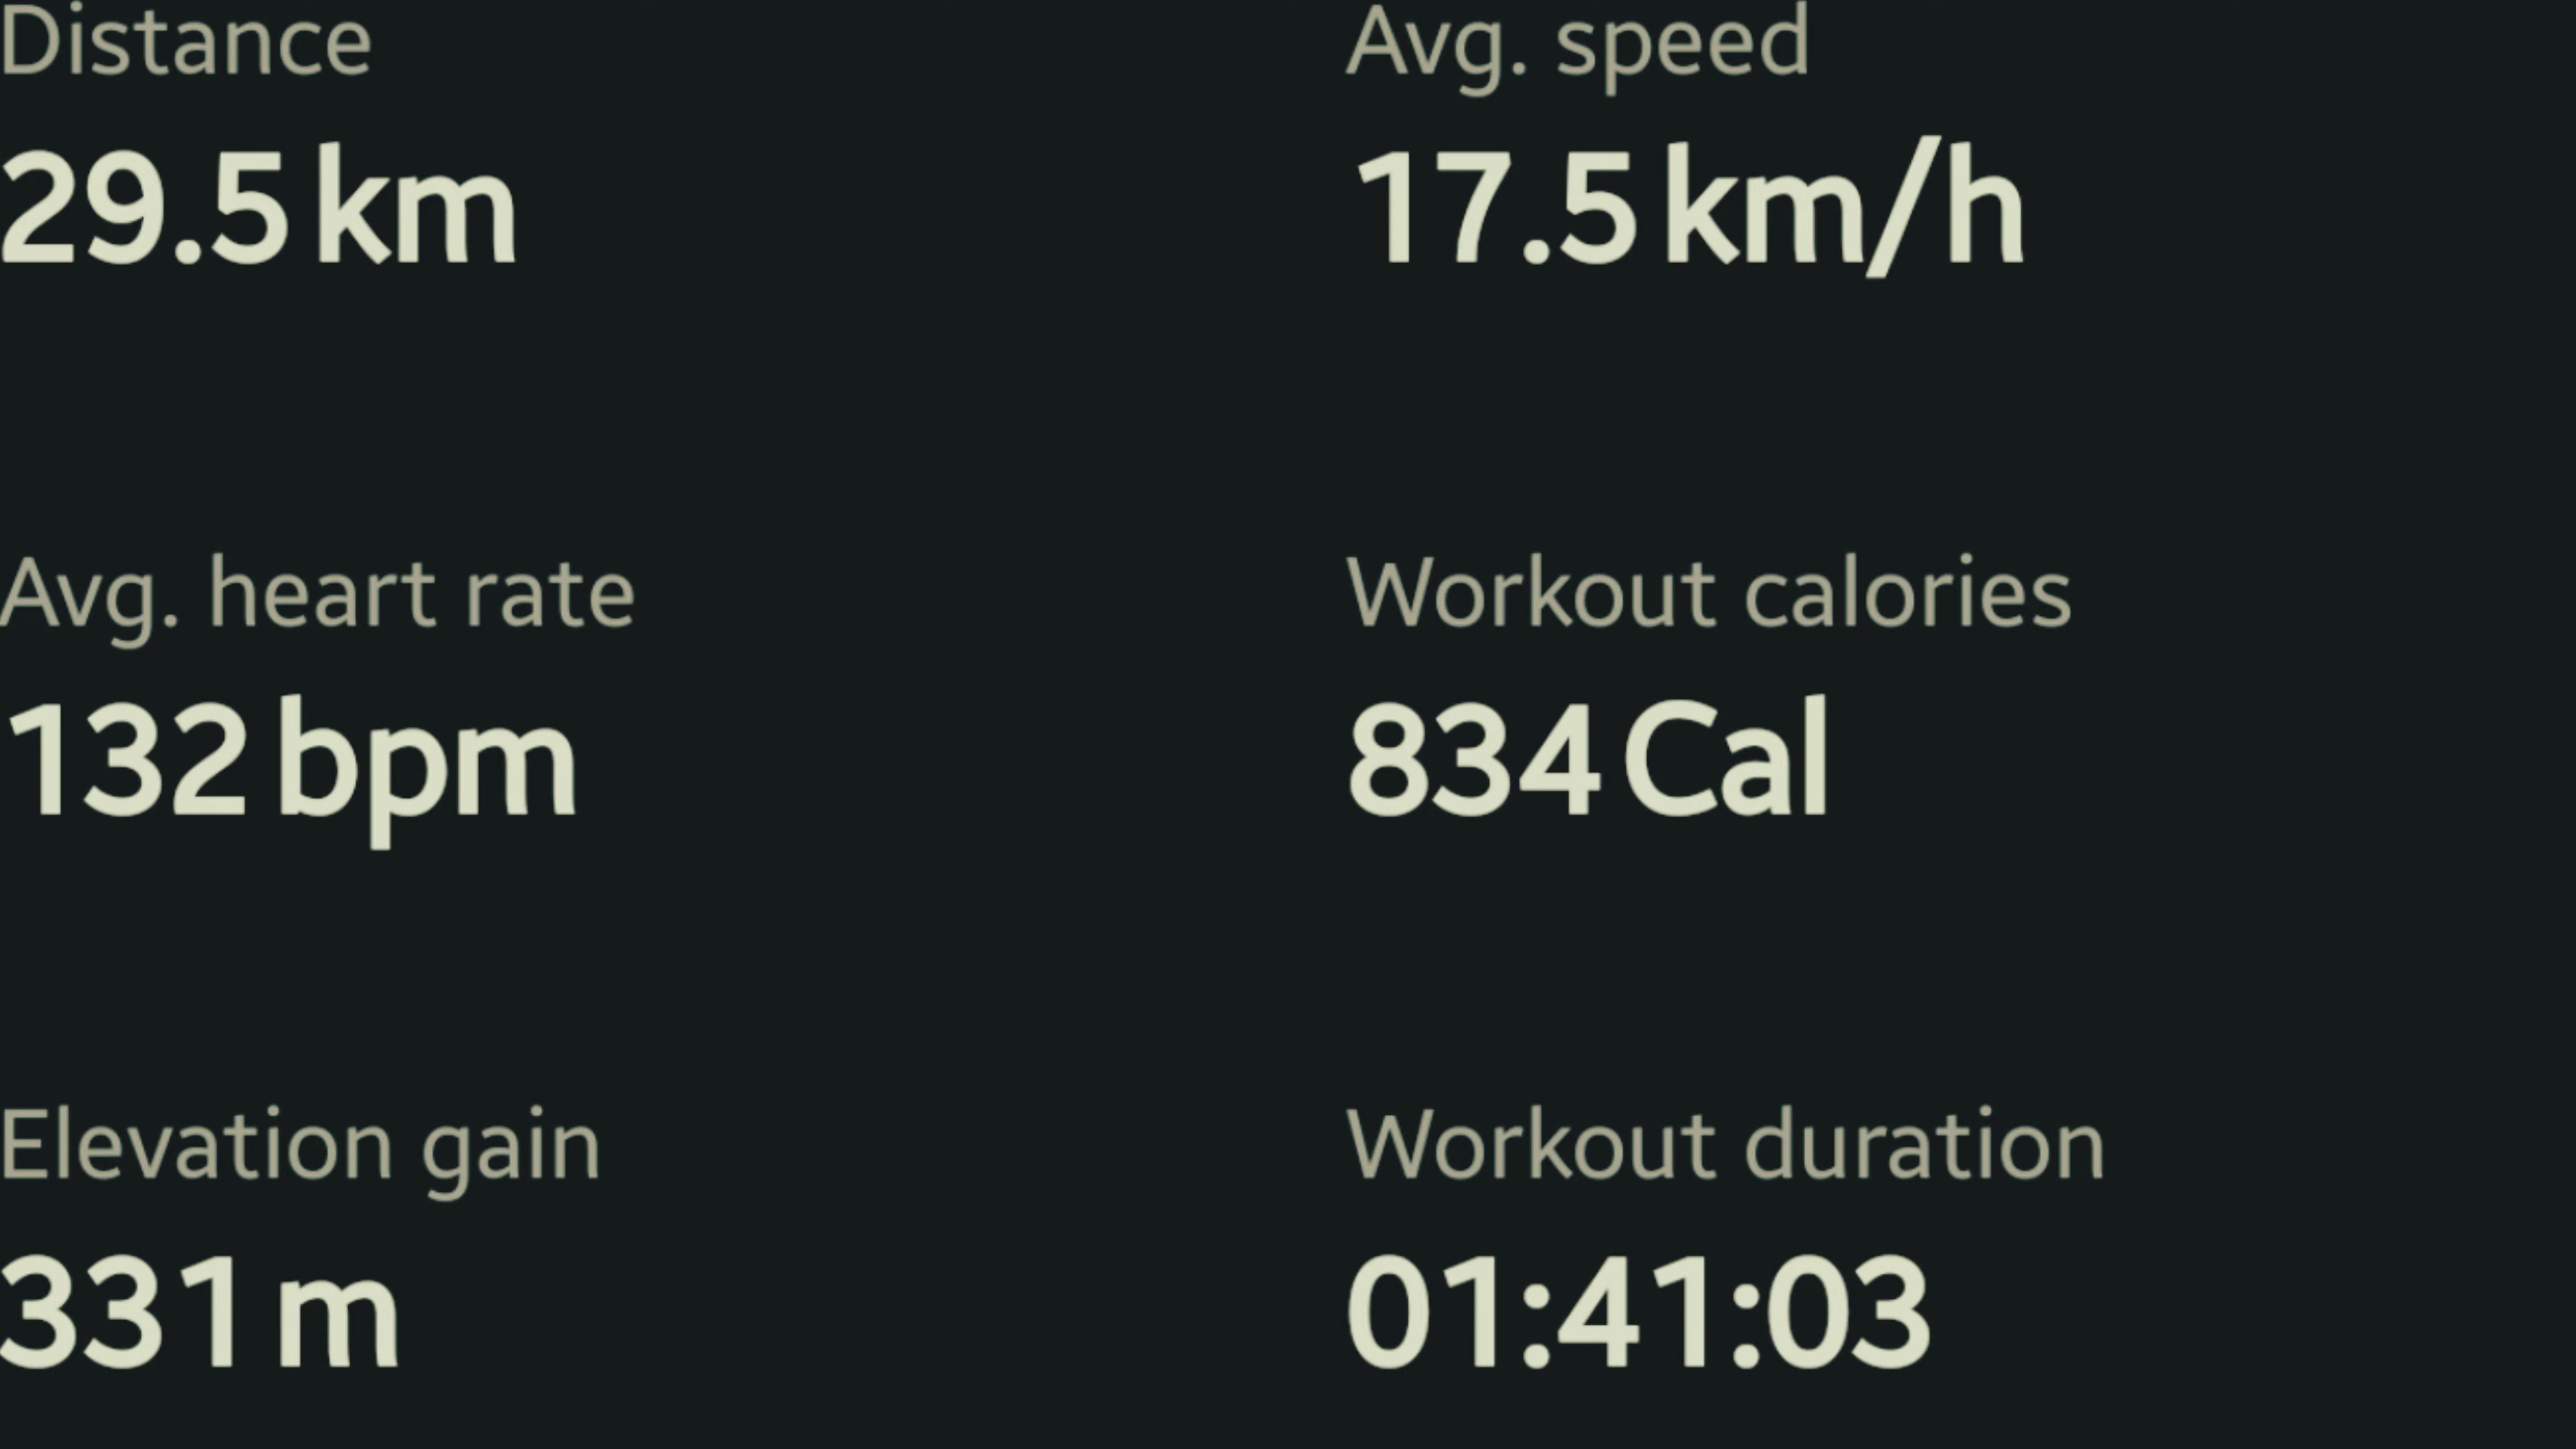 Distance
29.5 km
Avg. speed
17.5 km/h
Avg. heart rate
132 bpm
Workout calories
834 Cal
Elevation gain
331 m
Workout duration
01:41:03